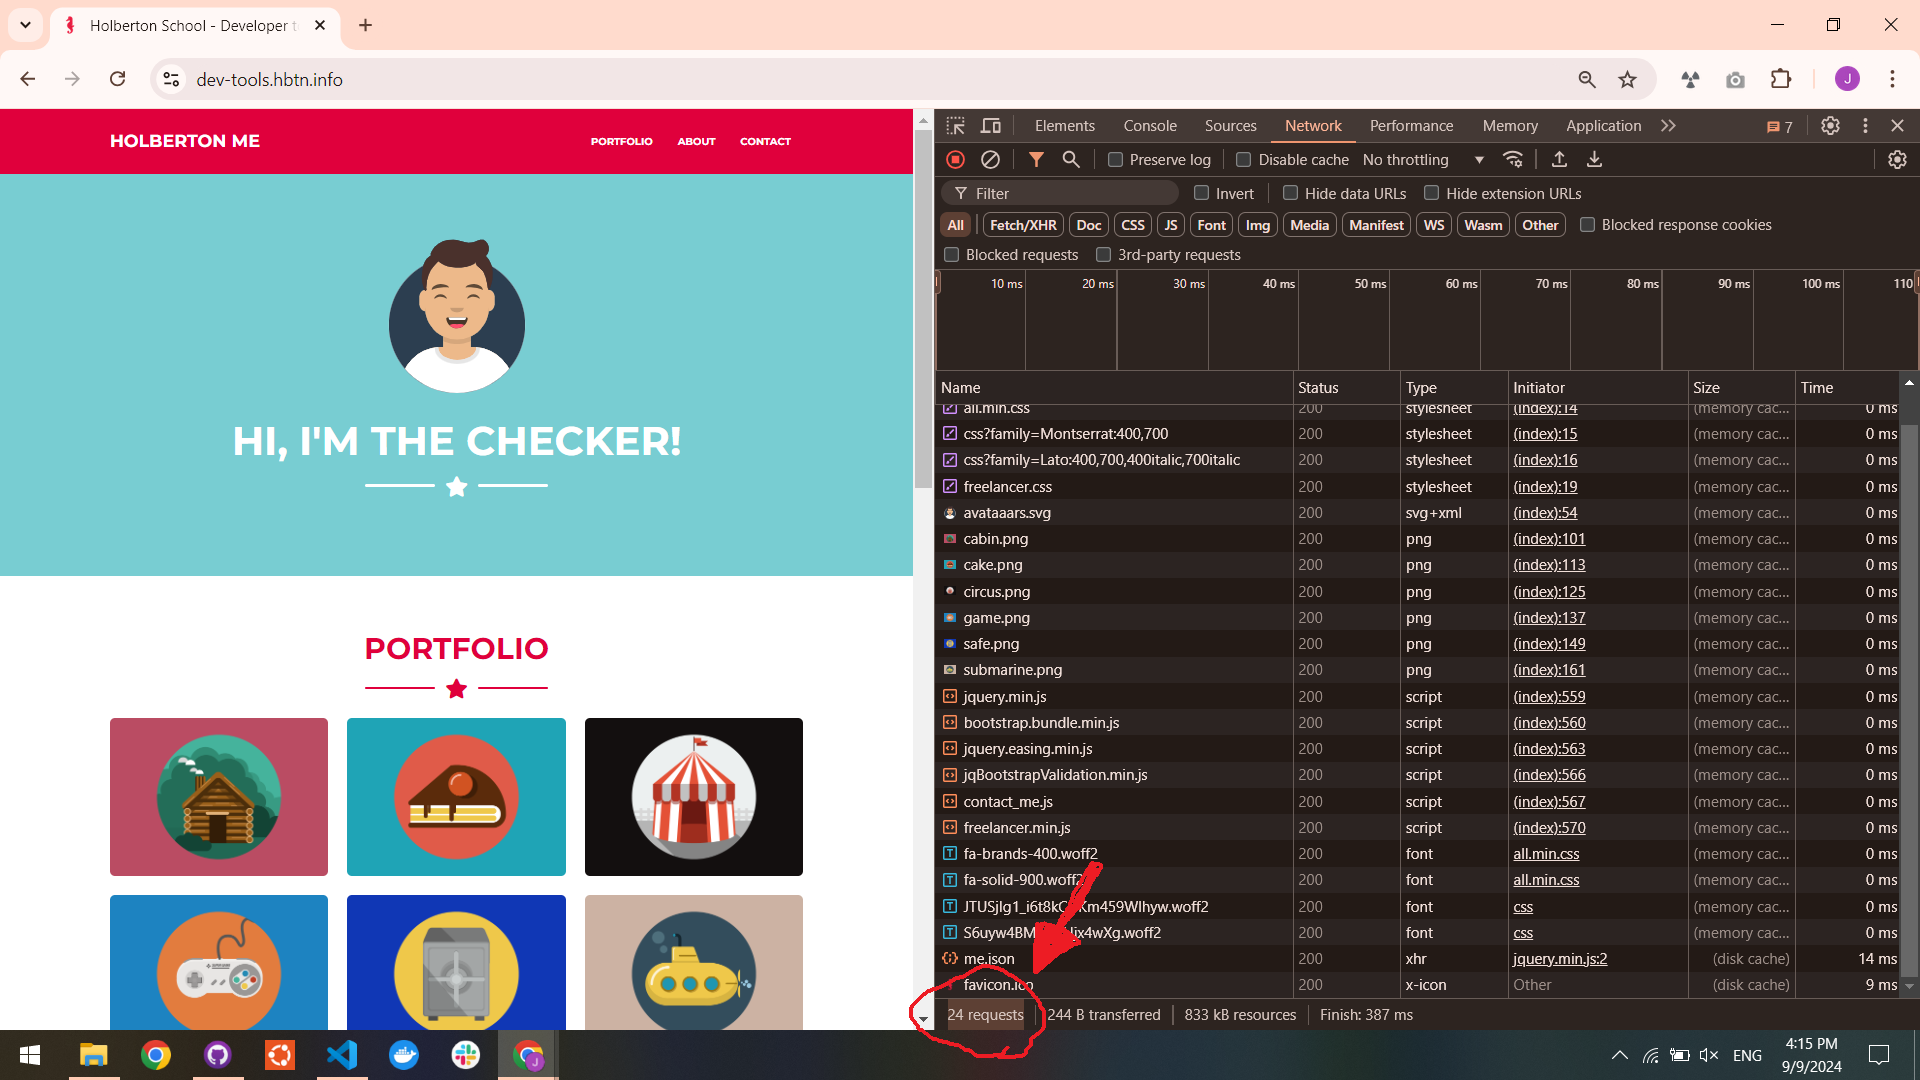 Holberton School - Developer t
dev-tools.hbtn.info
J
HOLBERTON ME
PORTFOLIO ABOUT CONTACT
HI, I'M THE CHECKER!
PORTFOLIO
Elements Console Sources Network Performance Memory Application 7
Preserve log Disable cache No throttling
Filter Invert Hide data URLs Hide extension URLs
All Fetch/XHR Doc CSS JS Font Img Media Manifest WS Wasm Other Blocked response cookies
Blocked requests 3rd-party requests
10 ms 20 ms 30 ms 40 ms 50 ms 60 ms 70 ms 80 ms 90 ms 100 ms 110
Name Status Type Initiator Size Time
all.min.css 200 stylesheet (index):14 (memory cac... 0 ms
css?family=Montserrat:400,700 200 stylesheet (index):15 (memory cac... 0 ms
css?family=Lato:400,700,400italic,700italic 200 stylesheet (index):16 (memory cac... 0 ms
freelancer.css 200 stylesheet (index):19 (memory cac... 0 ms
avataaars.svg 200 svg+xml (index):54 (memory cac... 0 ms
cabin.png 200 png (index):101 (memory cac... 0 ms
cake.png 200 png (index):113 (memory cac... 0 ms
circus.png 200 png (index):125 (memory cac... 0 ms
game.png 200 png (index):137 (memory cac... 0 ms
safe.png 200 png (index):149 (memory cac... 0 ms
submarine.png 200 png (index):161 (memory cac... 0 ms
jquery.min.js 200 script (index):559 (memory cac... 0 ms
bootstrap.bundle.min.js 200 script (index):560 (memory cac... 0 ms
jquery.easing.min.js 200 script (index):563 (memory cac... 0 ms
jqBootstrapValidation.min.js 200 script (index):566 (memory cac... 0 ms
contact_me.js 200 script (index):567 (memory cac... 0 ms
freelancer.min.js 200 script (index):570 (memory cac... 0 ms
fa-brands-400.woff2 200 font all.min.css (memory cac... 0 ms
fa-solid-900.woff2 200 font all.min.css (memory cac... 0 ms
200 font css (memory cac... 0 ms
200 font css (memory cac... 0 ms
me.json 200 xhr jquery.min.js:2 (disk cache) 14 ms
favicon.ico 200 x-icon Other (disk cache) 9 ms
24 requests 244 B transferred 833 kB resources Finish: 387 ms
ENG
4:15 PM
9/9/2024